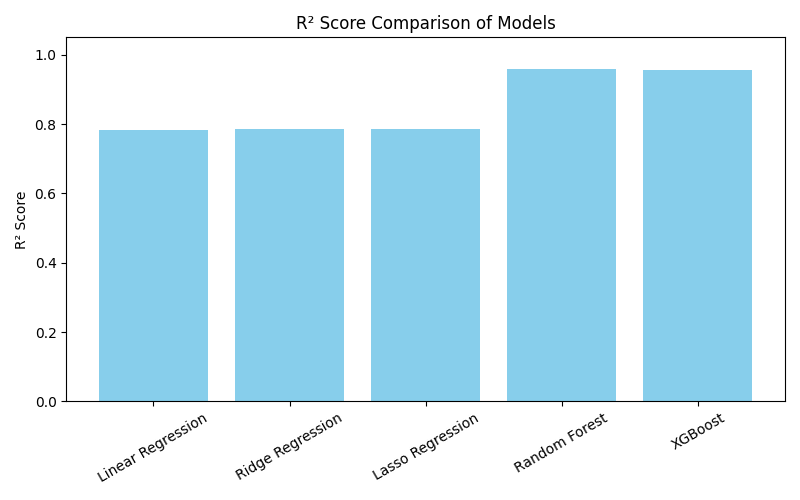 R² Score Comparison of Models
1.0
0.8
0.6
0.4
0.2
0.0
R² Score
Linear Regression
Ridge Regression
Lasso Regression
Random Forest
XGBoost